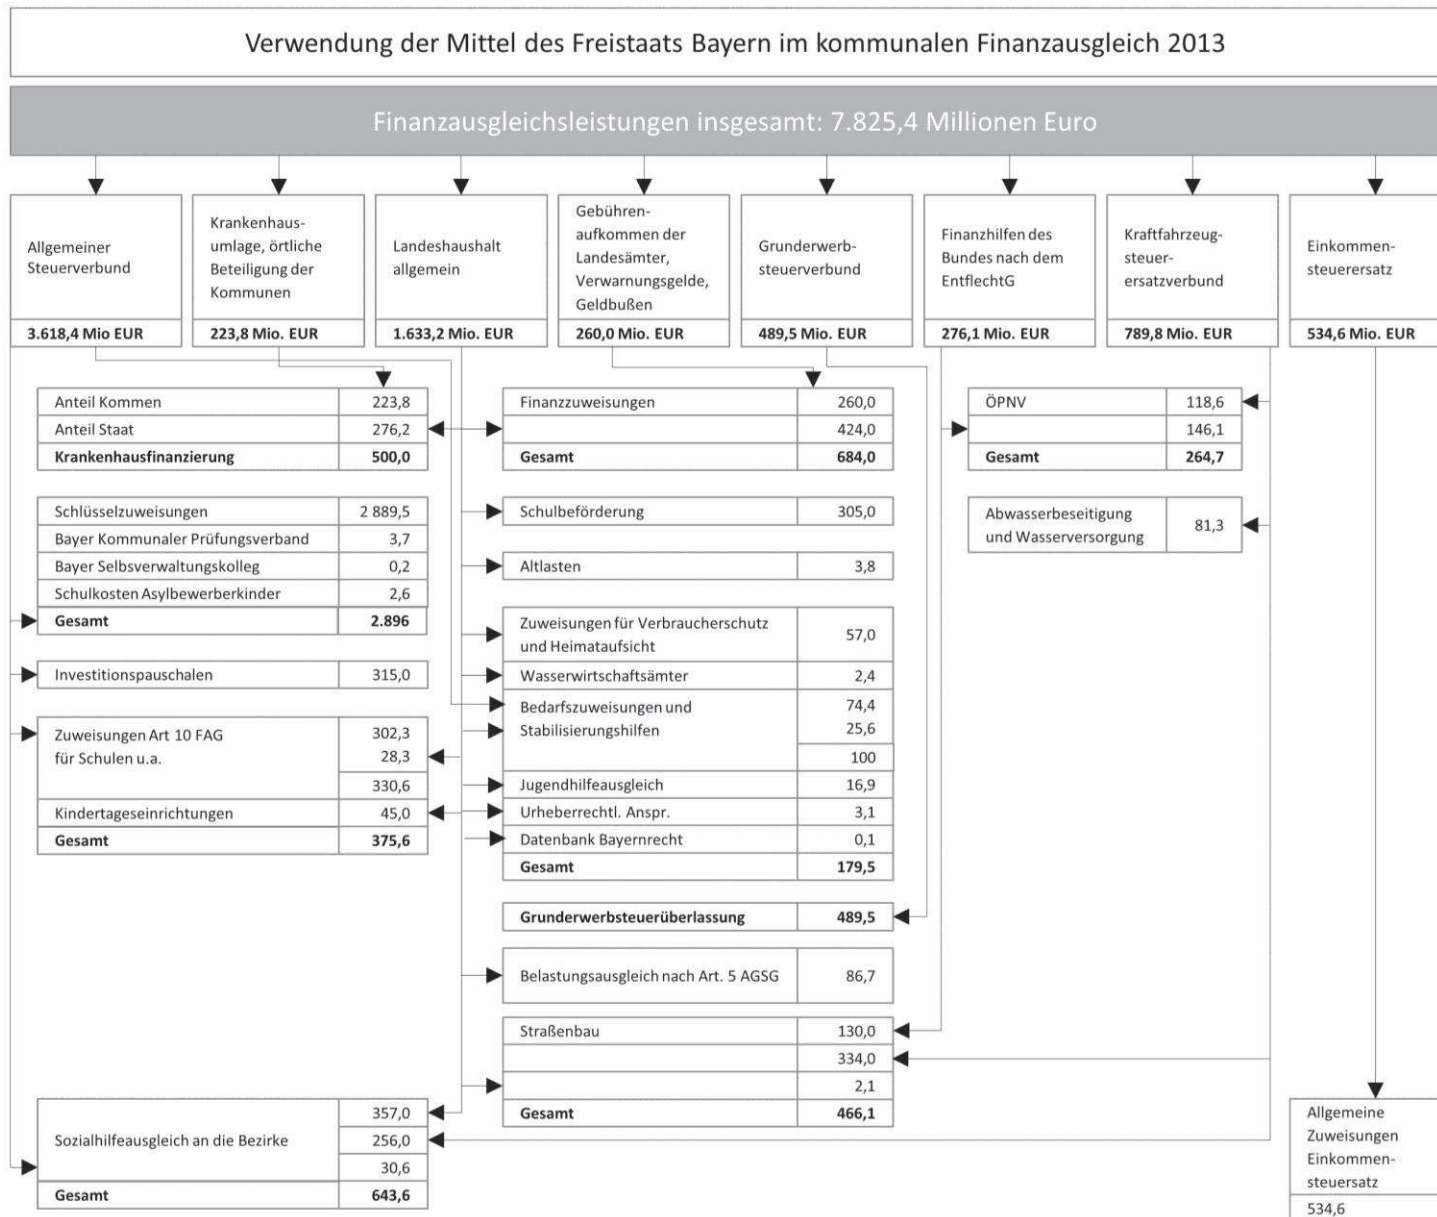 Verwendung der Mittel des Freistaats Bayern im kommunalen Finanzausgleich 2013
Finanzausgleichsleistungen insgesamt: 7.825,4 Millionen Euro
Allgemeiner
Steuerverbund
3.618,4 Mio EUR
Krankenhaus-
umlage, örtliche
Beteiligung der
Kommunen
223,8 Mio. EUR
Landeshaushalt
allgemein
1.633,2 Mio. EUR
Gebühren-
aufkommen der
Landesämter,
Verwarnungsgelde,
Geldbußen
260,0 Mio. EUR
Grunderwerb-
steuerverbund
489,5 Mio. EUR
Finanzhilfen des
Bundes nach dem
EntflechtG
276,1 Mio. EUR
Kraftfahrzeug-
steuer-
ersatzverbund
789,8 Mio. EUR
Einkommen-
steuerersatz
534,6 Mio. EUR
Anteil Kommen 223,8
Anteil Staat 276,2
Krankenhausfinanzierung 500,0
Schlüsselzuweisungen 2 889,5
Bayer Kommunaler Prüfungsverband 3,7
Bayer Selbsverwaltungskolleg 0,2
Schulkosten Asylbewerberkinder 2,6
Gesamt 2.896
Investitionspauschalen 315,0
Zuweisungen Art 10 FAG 302,3
für Schulen u.a. 28,3
330,6
Kindertageseinrichtungen 45,0
Gesamt 375,6
357,0
Sozialhilfeausgleich an die Bezirke 256,0
30,6
Gesamt 643,6
Finanzzuweisungen 260,0
424,0
Gesamt 684,0
Schulbeförderung 305,0
Altlasten 3,8
Zuweisungen für Verbraucherschutz
und Heimataufsicht 57,0
Wasserwirtschaftsämter 2,4
Bedarfszuweisungen und 74,4
Stabilisierungshilfen 25,6
100
Jugendhilfeausgleich 16,9
Urheberrechtl. Anspr. 3,1
Datenbank Bayernrecht 0,1
Gesamt 179,5
Grunderwerbsteuerüberlassung 489,5
Belastungsausgleich nach Art. 5 AGSG 86,7
Straßenbau 130,0
334,0
2,1
Gesamt 466,1
ÖPNV 118,6
146,1
Gesamt 264,7
Abwasserbeseitigung
und Wasserversorgung 81,3
Allgemeine
Zuweisungen
Einkommen-
steuerersatz
534,6